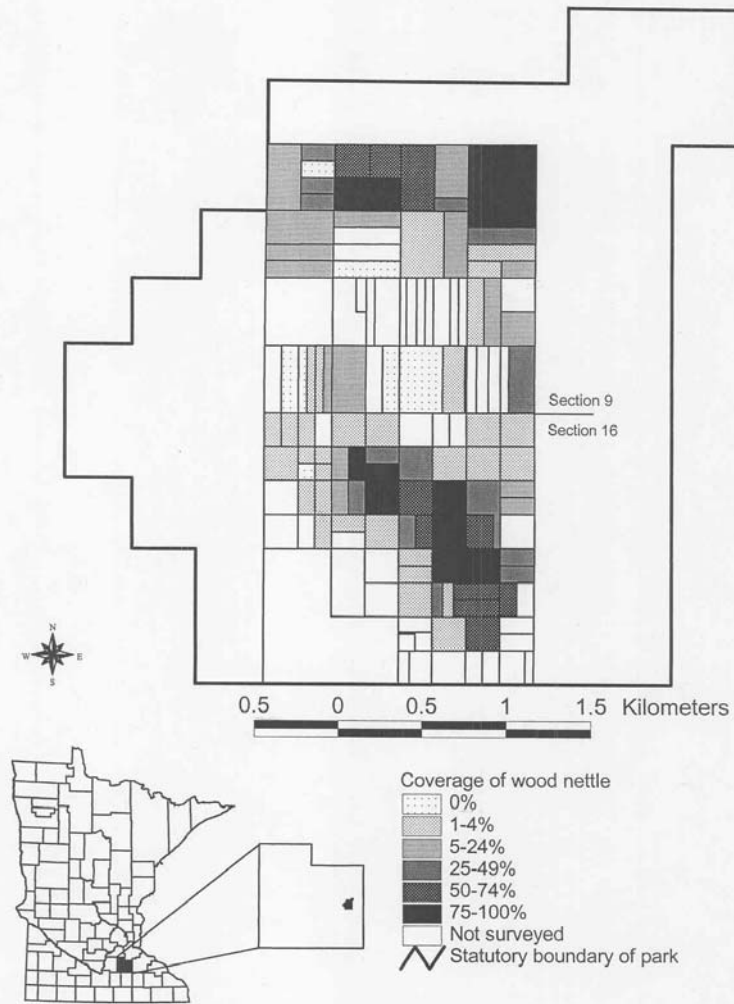 Section 9
Section 16
N
W E
S
0.5 0 0.5 1 1.5 Kilometers
Coverage of wood nettle
0%
1-4%
5-24%
25-49%
50-74%
75-100%
Not surveyed
Statutory boundary of park